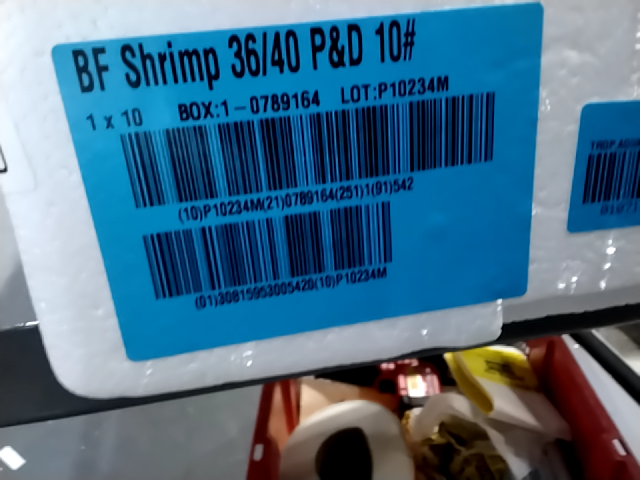 BF Shrimp 36/40 P&D 10#
1 x 10 BOX:1-0789164 LOT:P10234M
(10)P10234M(21)0789164(251)1(91)542
(01)30815953005420(10)P10234M